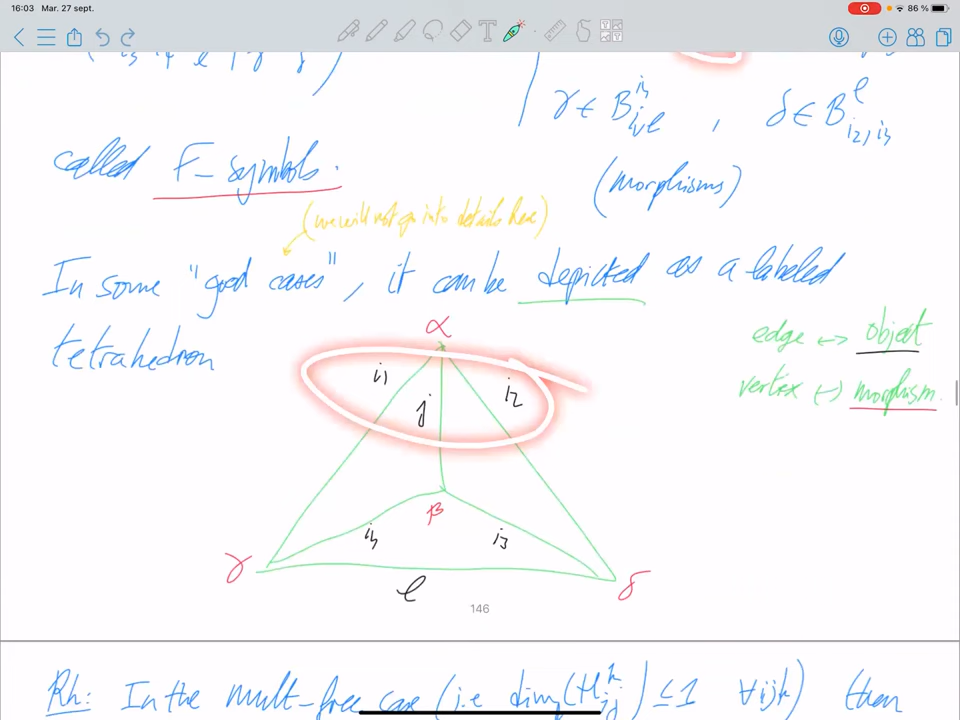 16:03 Mar. 27 sept.
86 %
γ ∈ B^{i_4}_{i_1,l} , δ ∈ B^{l}_{i_2,i_3}
called F-symbols.
(morphisms)
(we will not go into details here)
In some "good cases", it can be depicted as a labeled
tetrahedron
edge ↔ object
vertex ↔ morphism.
α
i_1
j
i_2
β
i_4
i_3
γ
l
δ
146
Rk: In the mult-free case (i.e dim_ℂ(H^k_{ij}) ≤ 1 ∀ijk) then